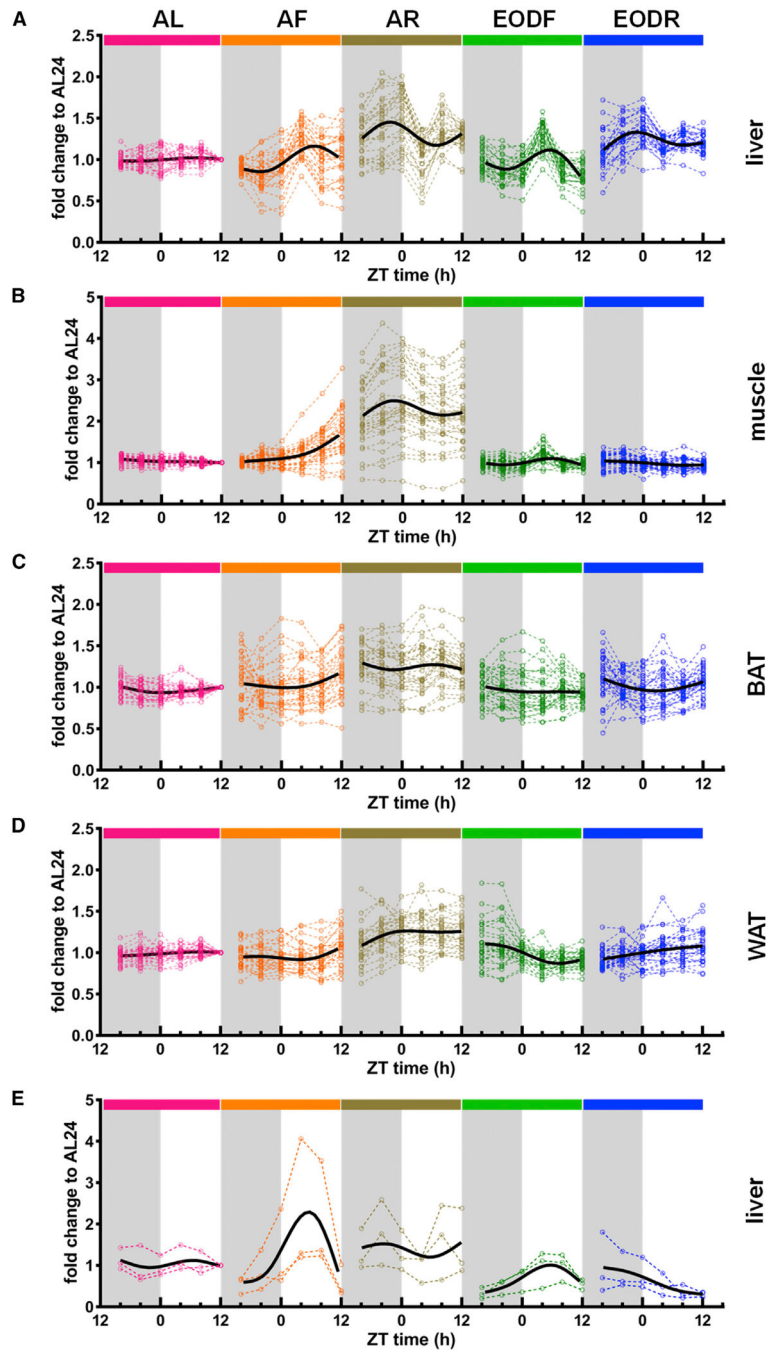 A
AL AF AR EODF EODR
fold change to AL24
2.5
2.0
1.5
1.0
0.5
0.0
12 0 12 0 12 0 12 0 12 0 12
ZT time (h)
liver
B
fold change to AL24
5
4
3
2
1
0
12 0 12 0 12 0 12 0 12 0 12
ZT time (h)
muscle
C
fold change to AL24
2.5
2.0
1.5
1.0
0.5
0.0
12 0 12 0 12 0 12 0 12 0 12
ZT time (h)
BAT
D
fold change to AL24
2.5
2.0
1.5
1.0
0.5
0.0
12 0 12 0 12 0 12 0 12 0 12
ZT time (h)
WAT
E
fold change to AL24
5
4
3
2
1
0
12 0 12 0 12 0 12 0 12 0 12
ZT time (h)
liver